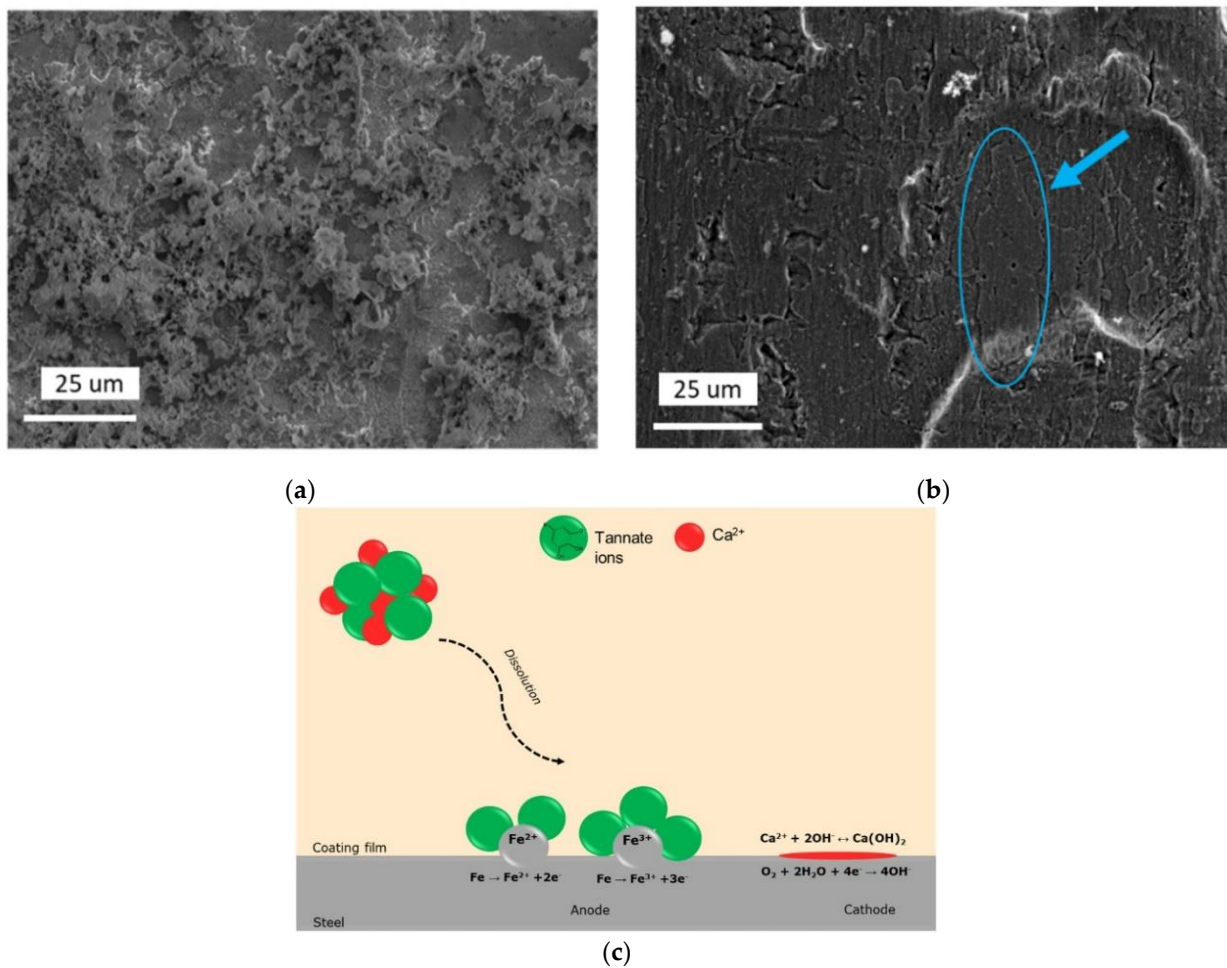 25 um
25 um
(a)
(b)
Tannate
ions
Ca²⁺
Dissolution
Fe²⁺
Fe³⁺
Ca²⁺ + 2OH⁻ ↔ Ca(OH)₂
Coating film
Fe → Fe²⁺ +2e⁻
Fe → Fe³⁺ +3e⁻
O₂ + 2H₂O + 4e⁻ → 4OH⁻
Anode
Cathode
Steel
(c)